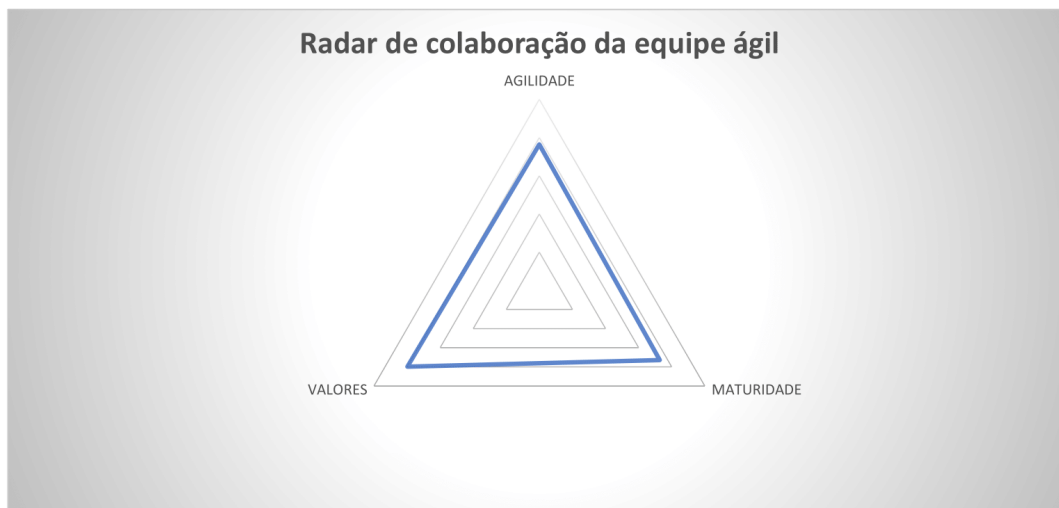 Radar de colaboração da equipe ágil
AGILIDADE
VALORES
MATURIDADE